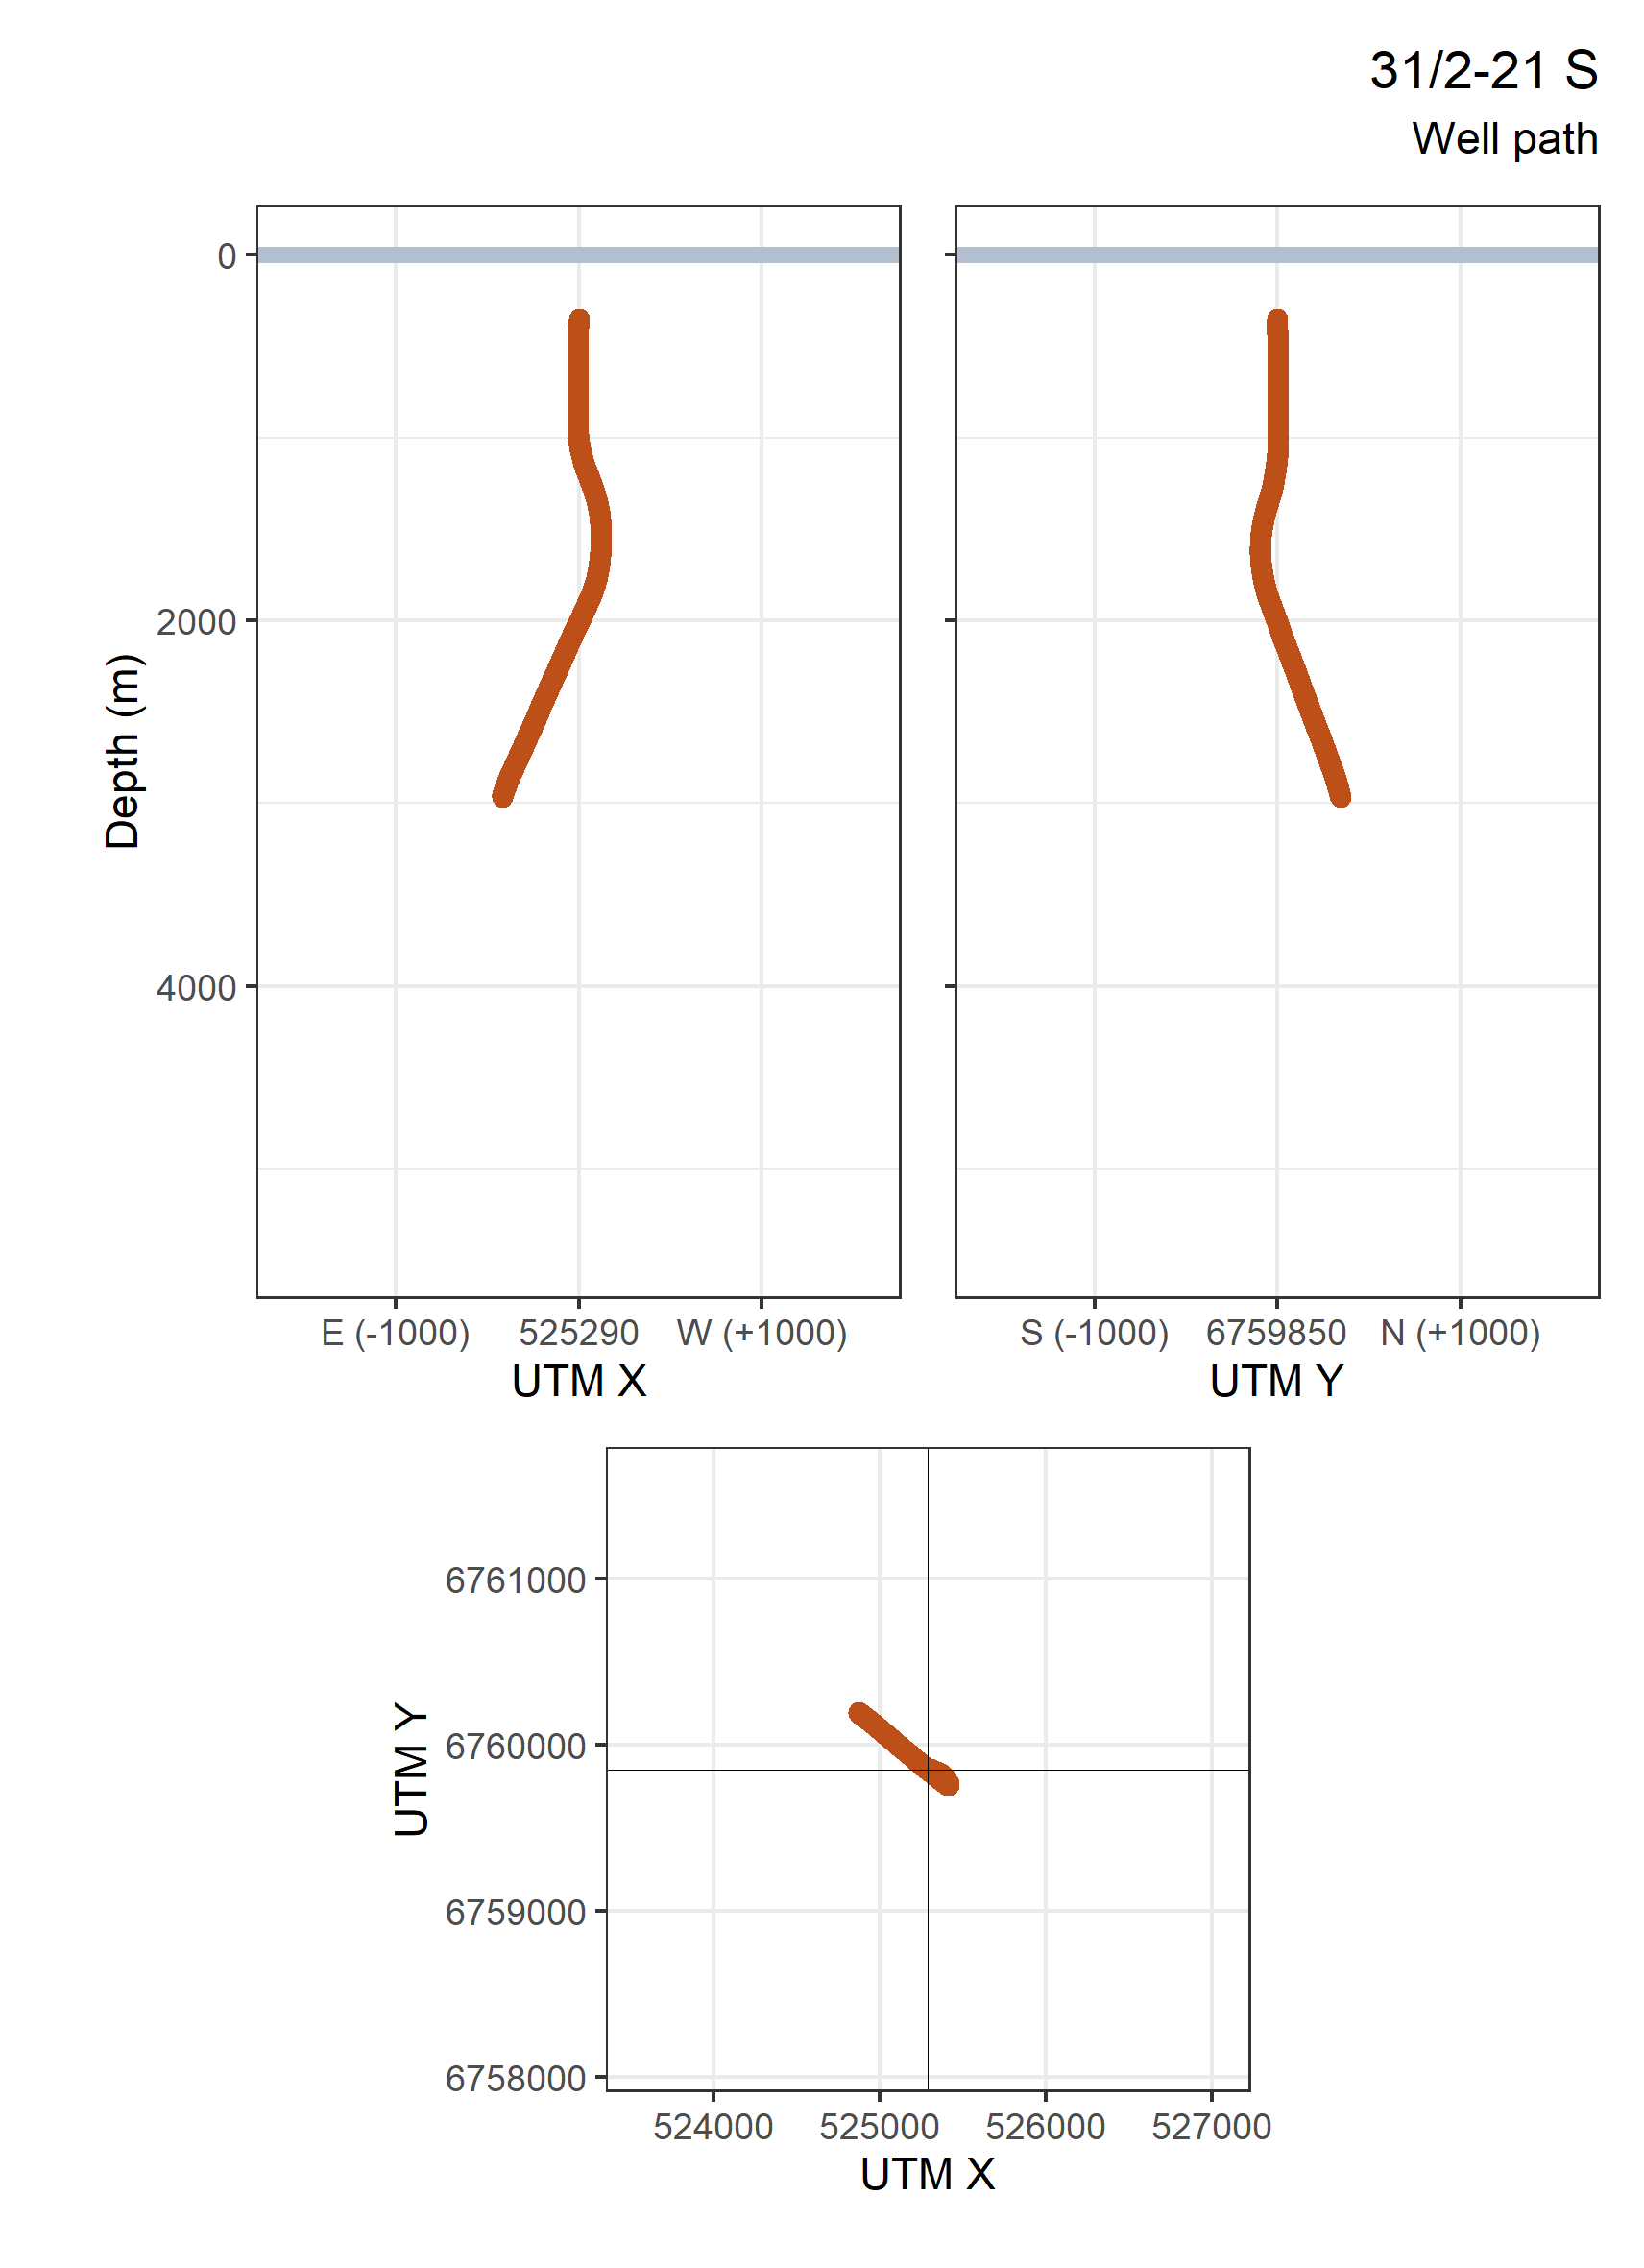 31/2-21 S
Well path
0
2000
4000
Depth (m)
E (-1000) 525290 W (+1000)
UTM X
S (-1000) 6759850 N (+1000)
UTM Y
6761000
6760000
6759000
6758000
UTM Y
524000 525000 526000 527000
UTM X